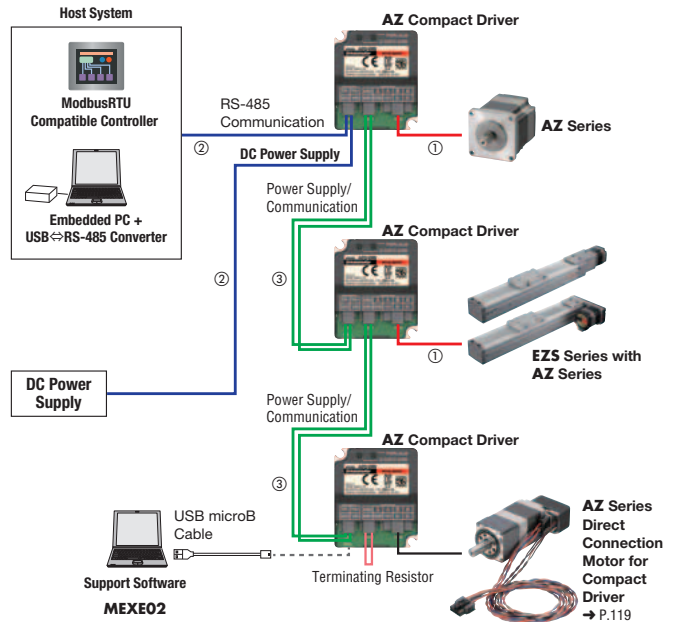 Host System
ModbusRTU
Compatible Controller
Embedded PC +
USB⇔RS-485 Converter
RS-485
Communication
②
DC Power Supply
②
DC Power
Supply
AZ Compact Driver
①
AZ Series
Power Supply/
Communication
③
AZ Compact Driver
①
EZS Series with
AZ Series
Power Supply/
Communication
③
AZ Compact Driver
USB microB
Cable
Support Software
MEXE02
Terminating Resistor
AZ Series
Direct
Connection
Motor for
Compact
Driver
➔ P.119